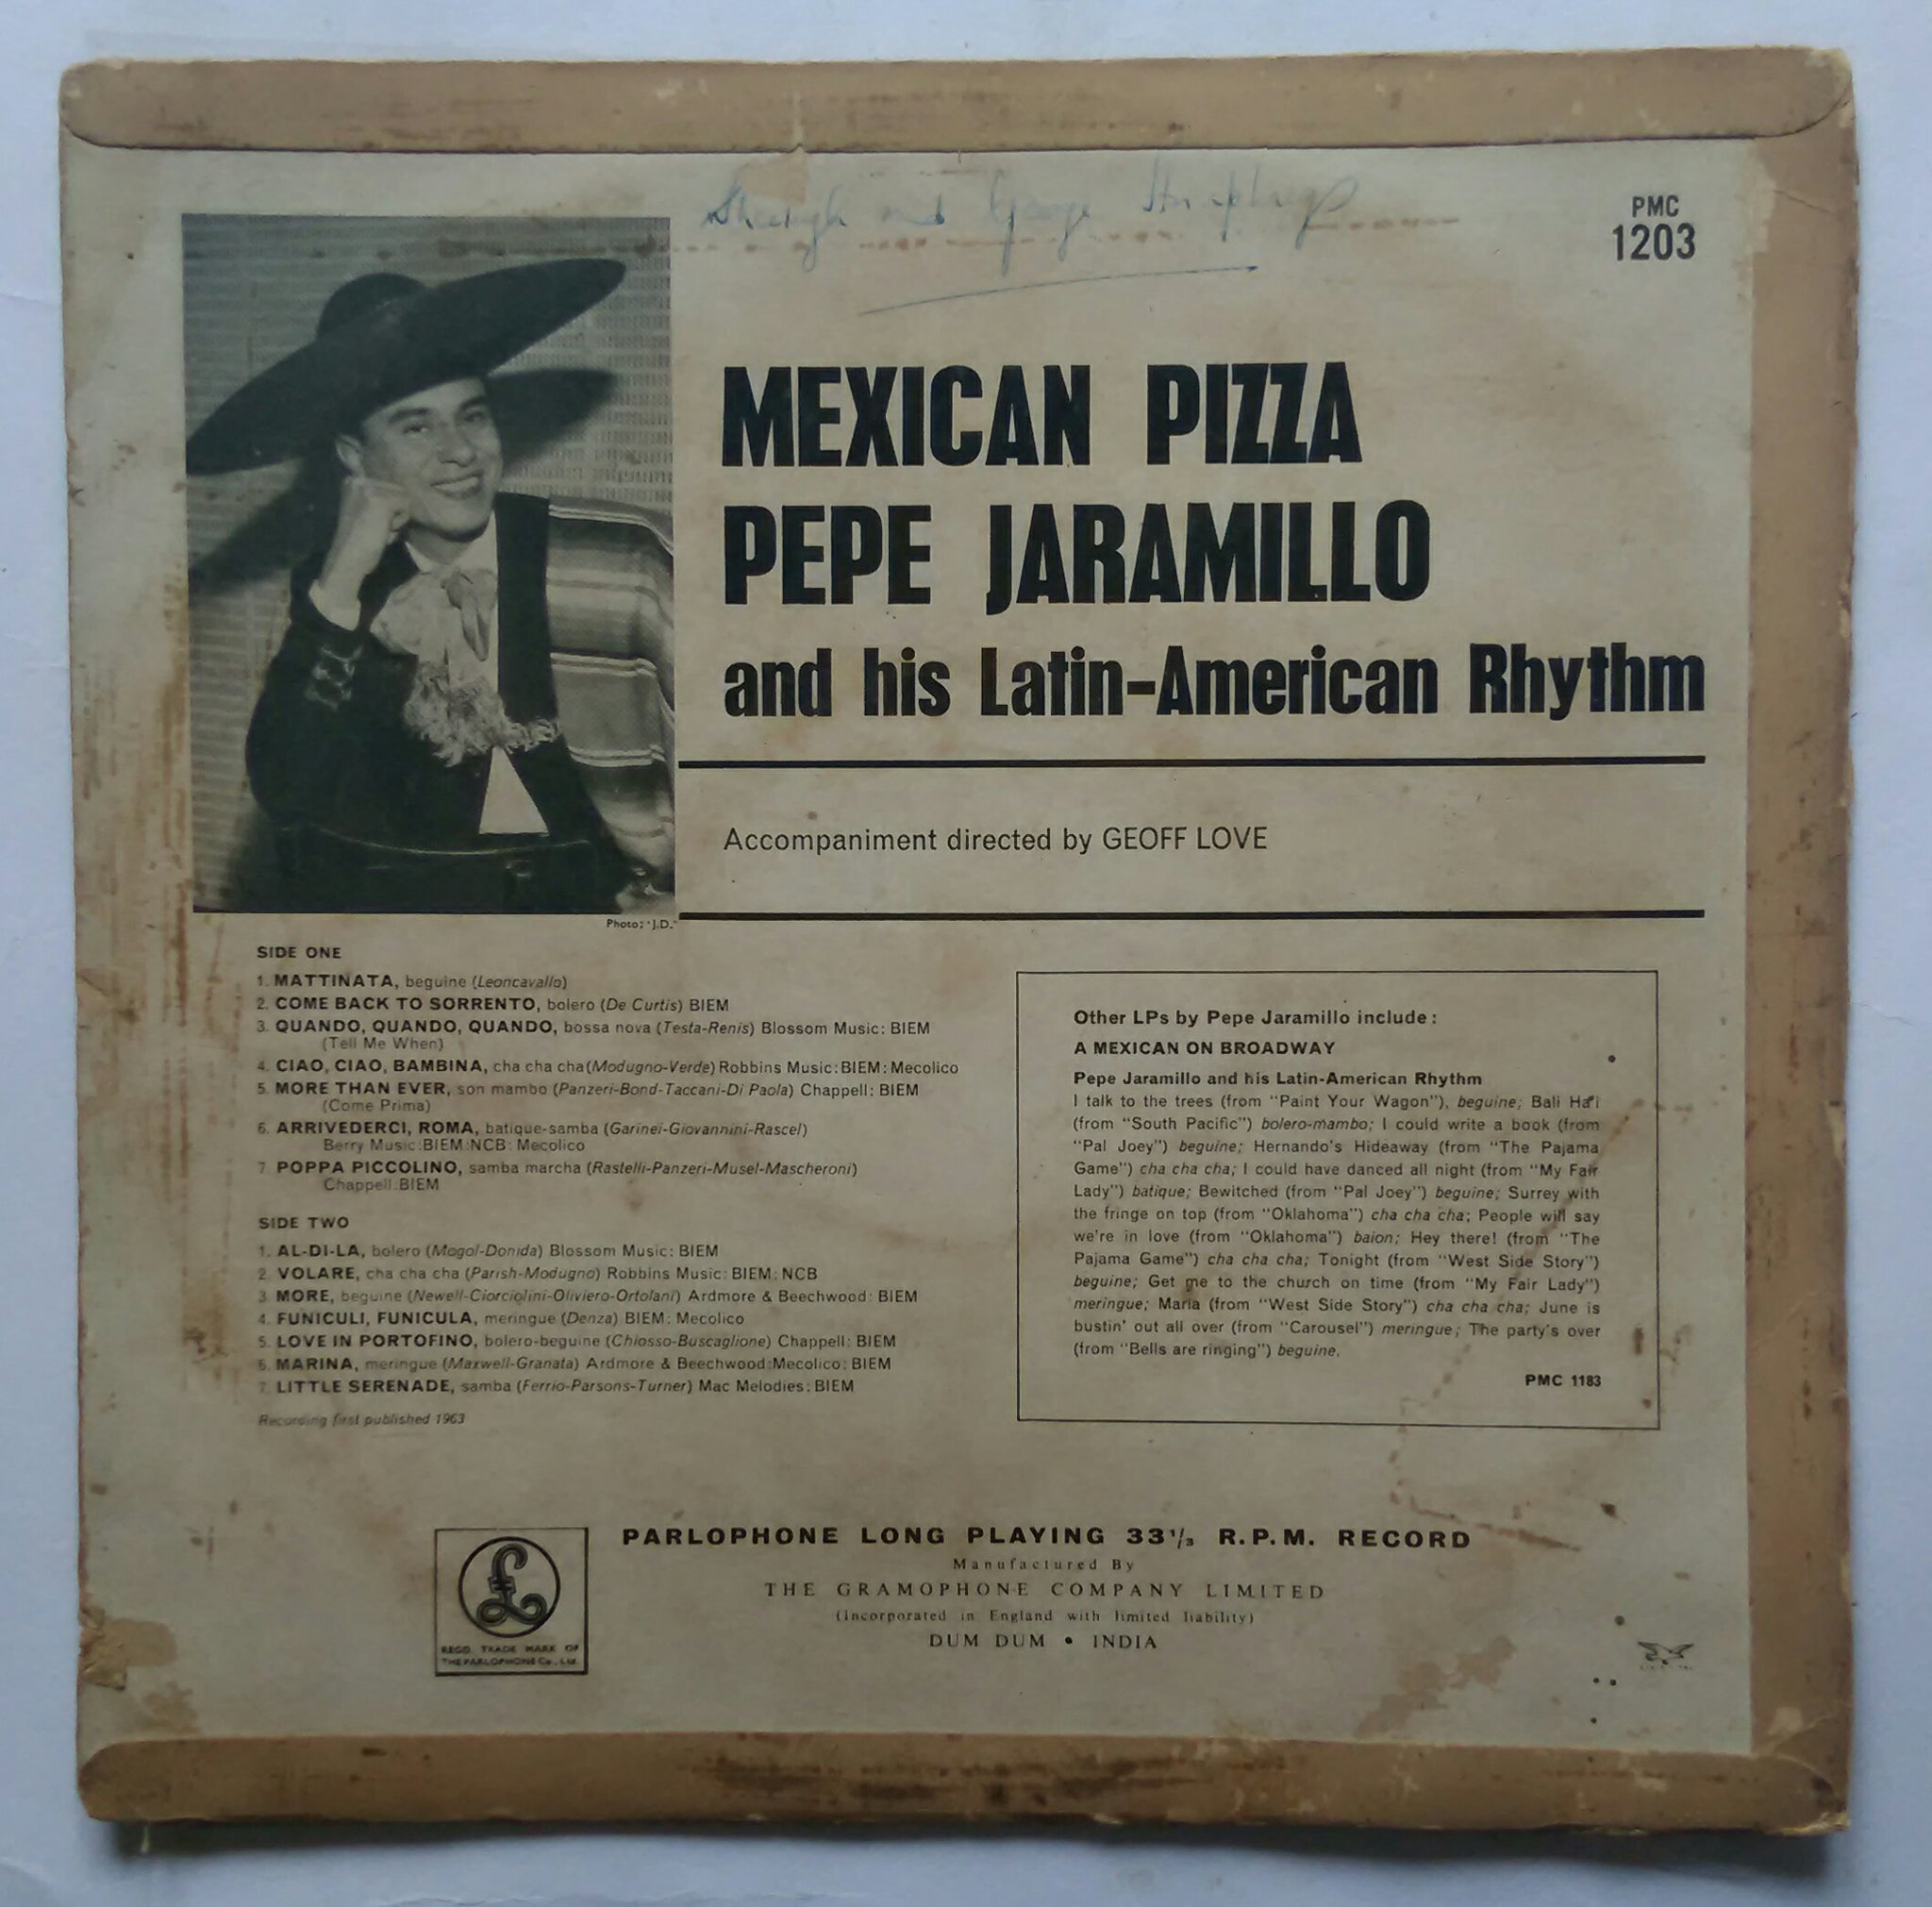 and George Humphreys
PMC
1203
MEXICAN PIZZA
PEPE JARAMILLO
and his Latin-American Rhythm
Accompaniment directed by GEOFF LOVE
Photo: 'J.D.'
SIDE ONE
1. MATTINATA, beguine (Leoncavallo)
2. COME BACK TO SORRENTO, bolero (De Curtis) BIEM
3. QUANDO, QUANDO, QUANDO, bossa nova (Testa-Renis) Blossom Music: BIEM
(Tell Me When)
4. CIAO, CIAO, BAMBINA, cha cha cha (Modugno-Verde) Robbins Music: BIEM: Mecolico
5. MORE THAN EVER, son mambo (Panzeri-Bond-Taccani-Di Paola) Chappell: BIEM
(Come Prima)
6. ARRIVEDERCI, ROMA, batique-samba (Garinei-Giovannini-Rascel)
Berry Music: BIEM: NCB: Mecolico
7. POPPA PICCOLINO, samba marcha (Rastelli-Panzeri-Musel-Mascheroni)
Chappell: BIEM
SIDE TWO
1. AL-DI-LA, bolero (Mogol-Donida) Blossom Music: BIEM
2. VOLARE, cha cha cha (Parish-Modugno) Robbins Music: BIEM: NCB
3. MORE, beguine (Newell-Ciorciolini-Oliviero-Ortolani) Ardmore & Beechwood: BIEM
4. FUNICULI, FUNICULA, meringue (Denza) BIEM: Mecolico
5. LOVE IN PORTOFINO, bolero-beguine (Chiosso-Buscaglione) Chappell: BIEM
6. MARINA, meringue (Maxwell-Granata) Ardmore & Beechwood: Mecolico: BIEM
7. LITTLE SERENADE, samba (Ferrio-Parsons-Turner) Mac Melodies: BIEM
Recording first published 1963
Other LPs by Pepe Jaramillo include:
A MEXICAN ON BROADWAY
Pepe Jaramillo and his Latin-American Rhythm
I talk to the trees (from "Paint Your Wagon"), beguine; Bali Ha'i
(from "South Pacific") bolero-mambo; I could write a book (from
"Pal Joey") beguine; Hernando's Hideaway (from "The Pajama
Game") cha cha cha; I could have danced all night (from "My Fair
Lady") batique; Bewitched (from "Pal Joey") beguine; Surrey with
the fringe on top (from "Oklahoma") cha cha cha; People will say
we're in love (from "Oklahoma") baion; Hey there! (from "The
Pajama Game") cha cha cha; Tonight (from "West Side Story")
beguine; Get me to the church on time (from "My Fair Lady")
meringue; Maria (from "West Side Story") cha cha cha; June is
bustin' out all over (from "Carousel") meringue; The party's over
(from "Bells are ringing") beguine.
PMC 1183
PARLOPHONE LONG PLAYING 33⅓ R.P.M. RECORD
Manufactured By
THE GRAMOPHONE COMPANY LIMITED
(Incorporated in England with limited liability)
DUM DUM • INDIA
£
REGD. TRADE MARK OF
THE PARLOPHONE Co., Ltd.